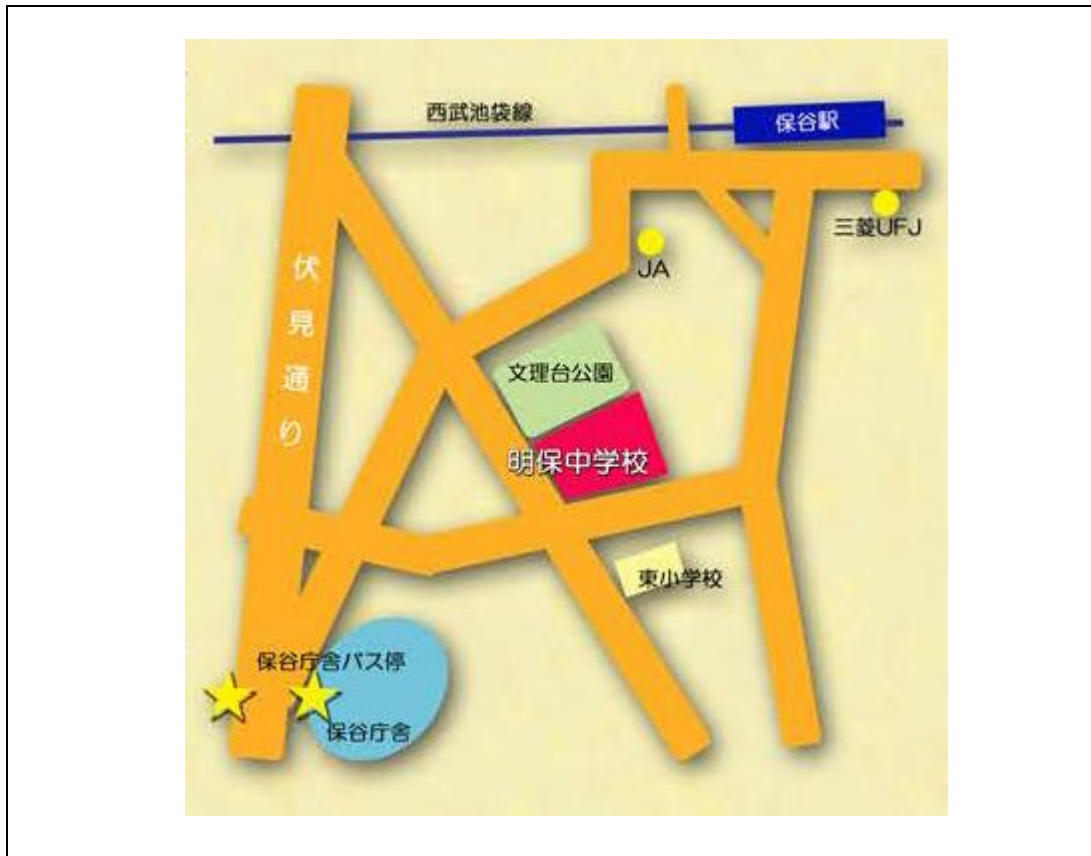 西武池袋線
保谷駅
三菱UFJ
JA
伏見通り
文理台公園
明保中学校
東小学校
保谷庁舎バス停
保谷庁舎